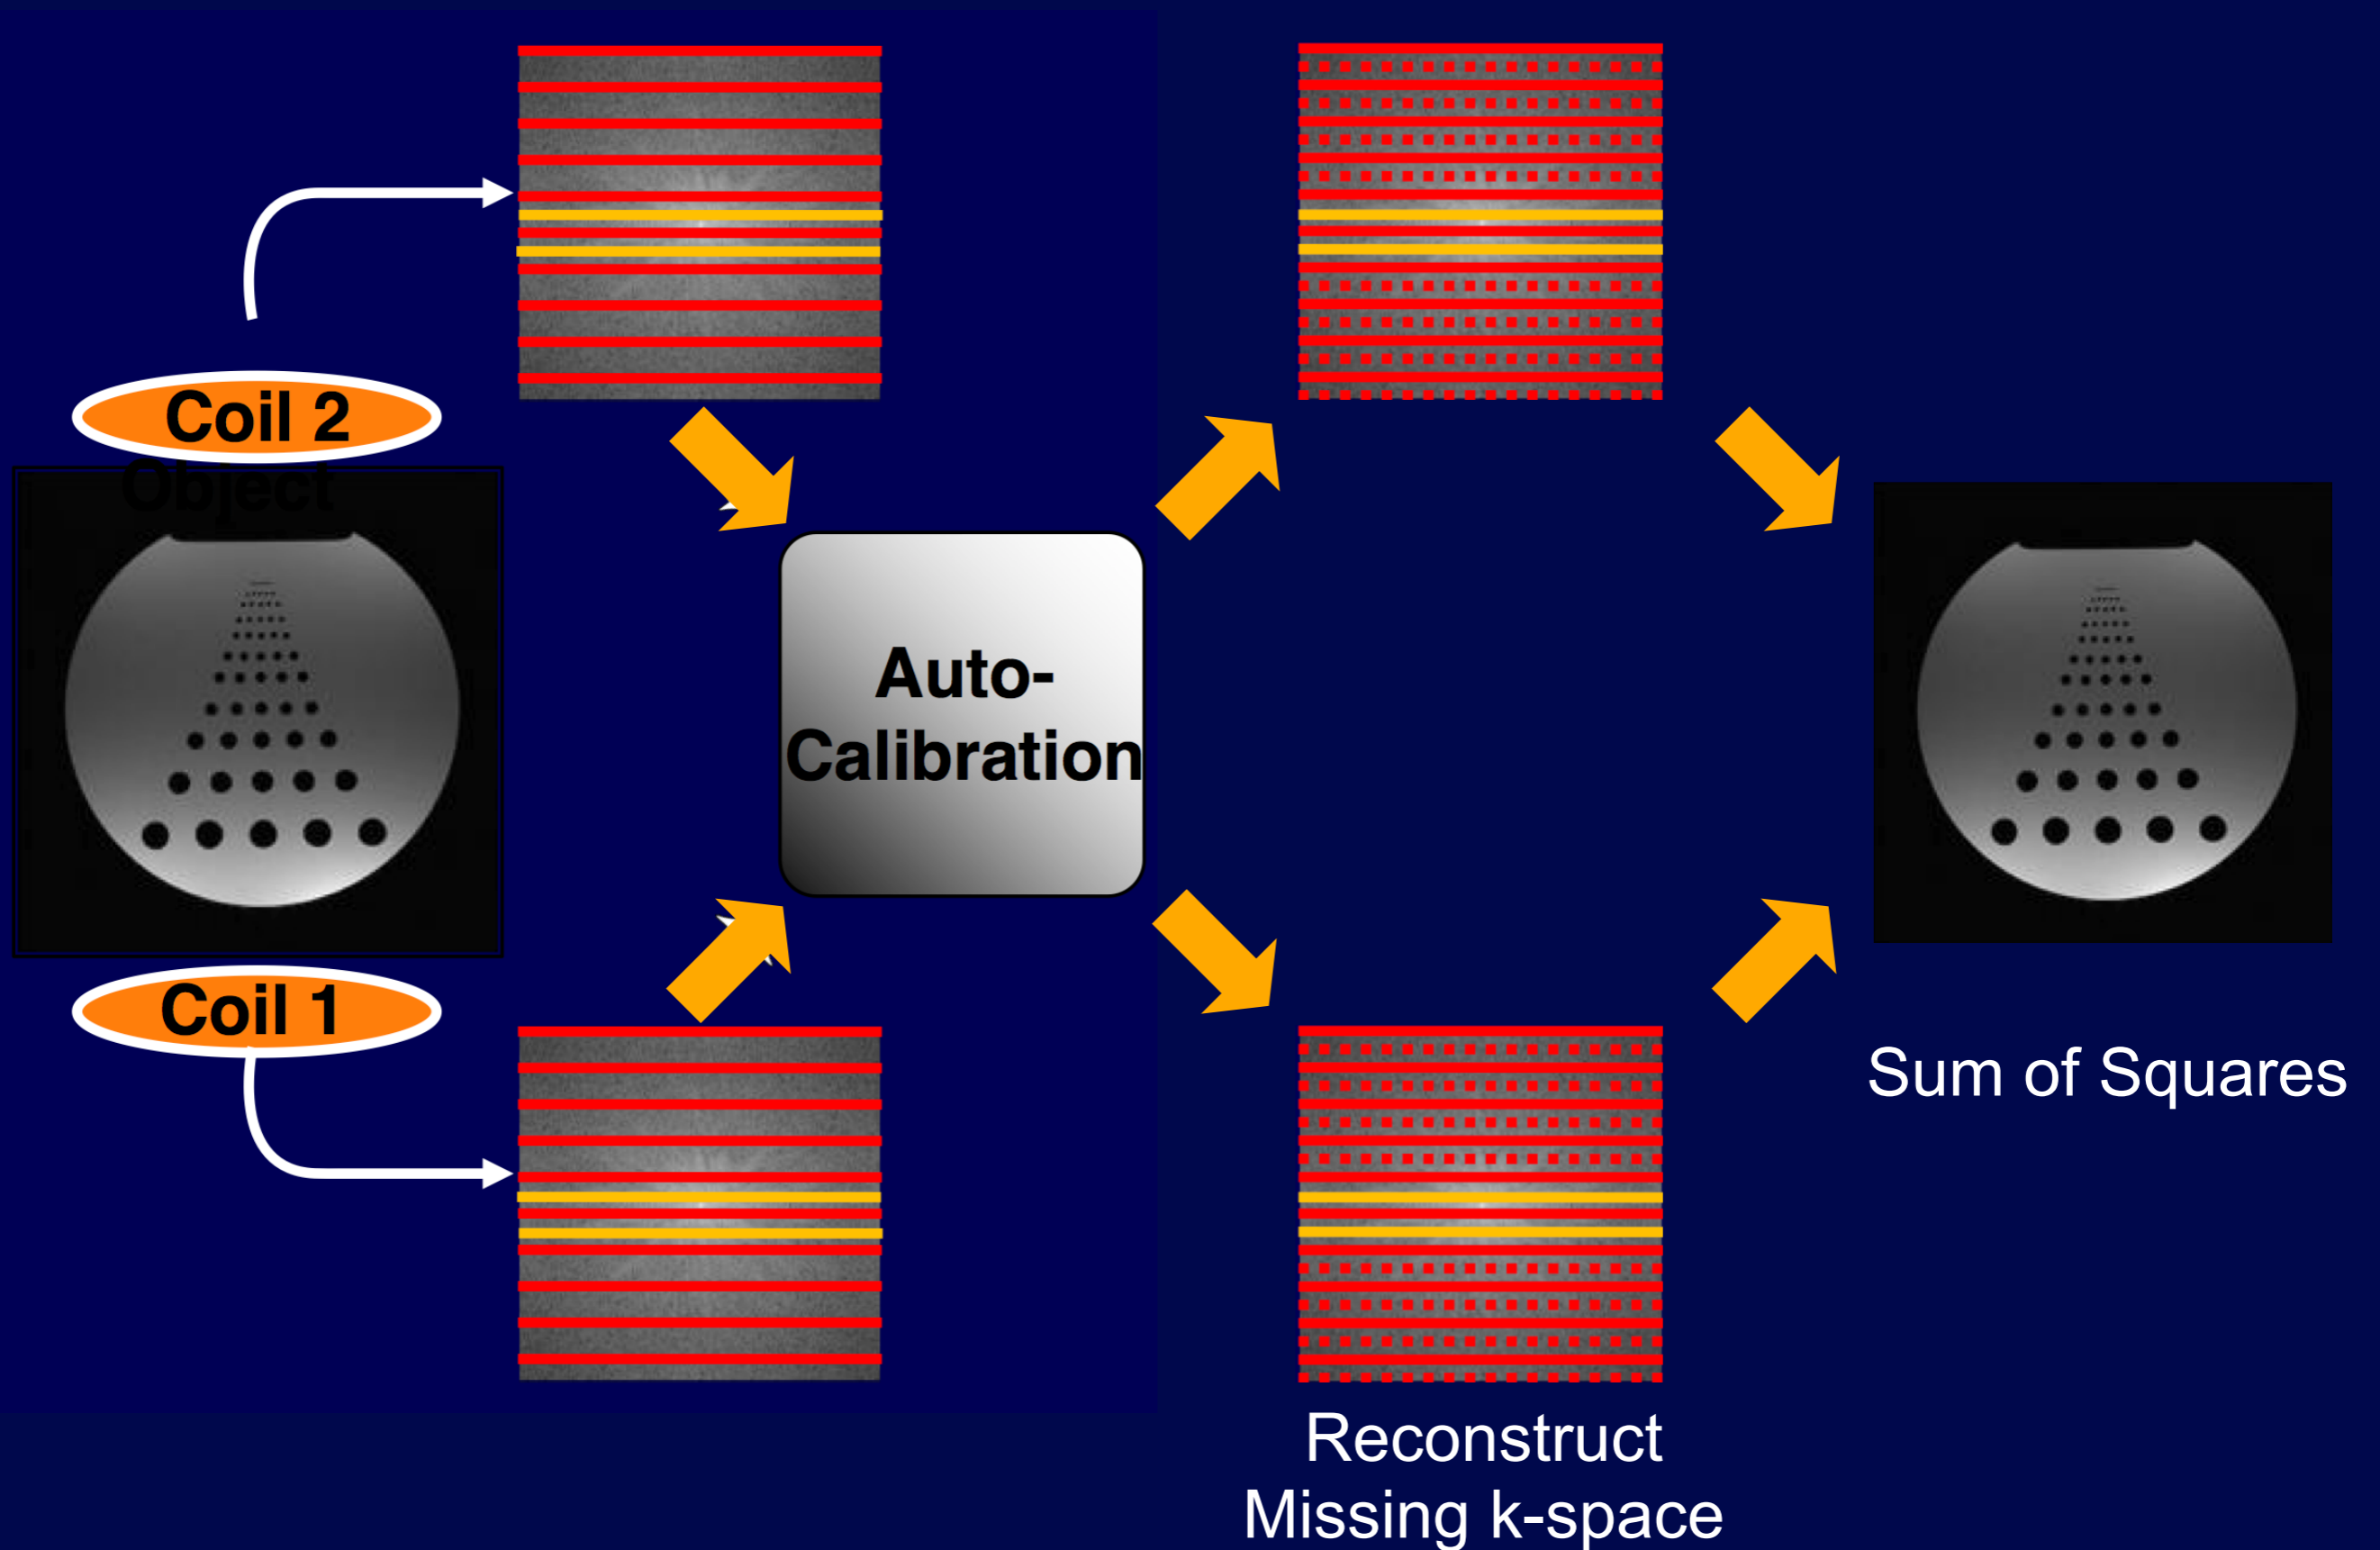 Coil 2
Object
Coil 1
Auto-
Calibration
Reconstruct
Missing k-space
Sum of Squares